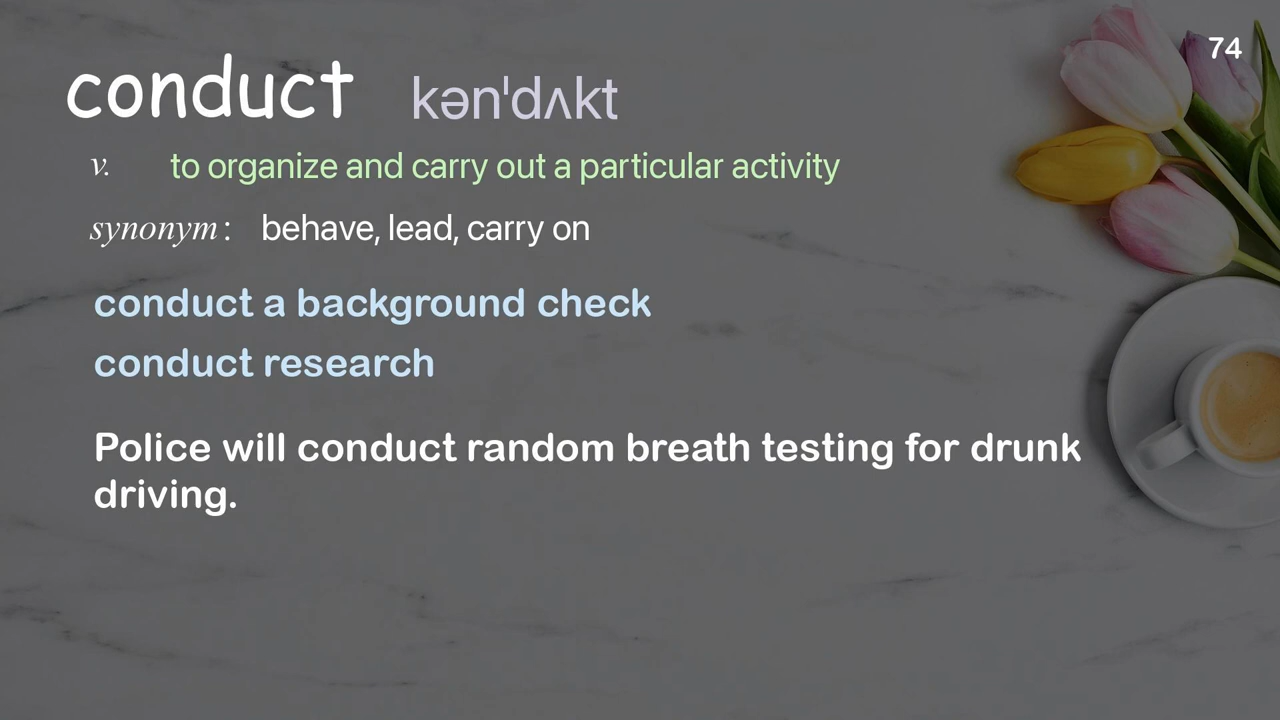 74
conduct kən'dʌkt
v. to organize and carry out a particular activity
synonym: behave, lead, carry on
conduct a background check
conduct research
Police will conduct random breath testing for drunk
driving.